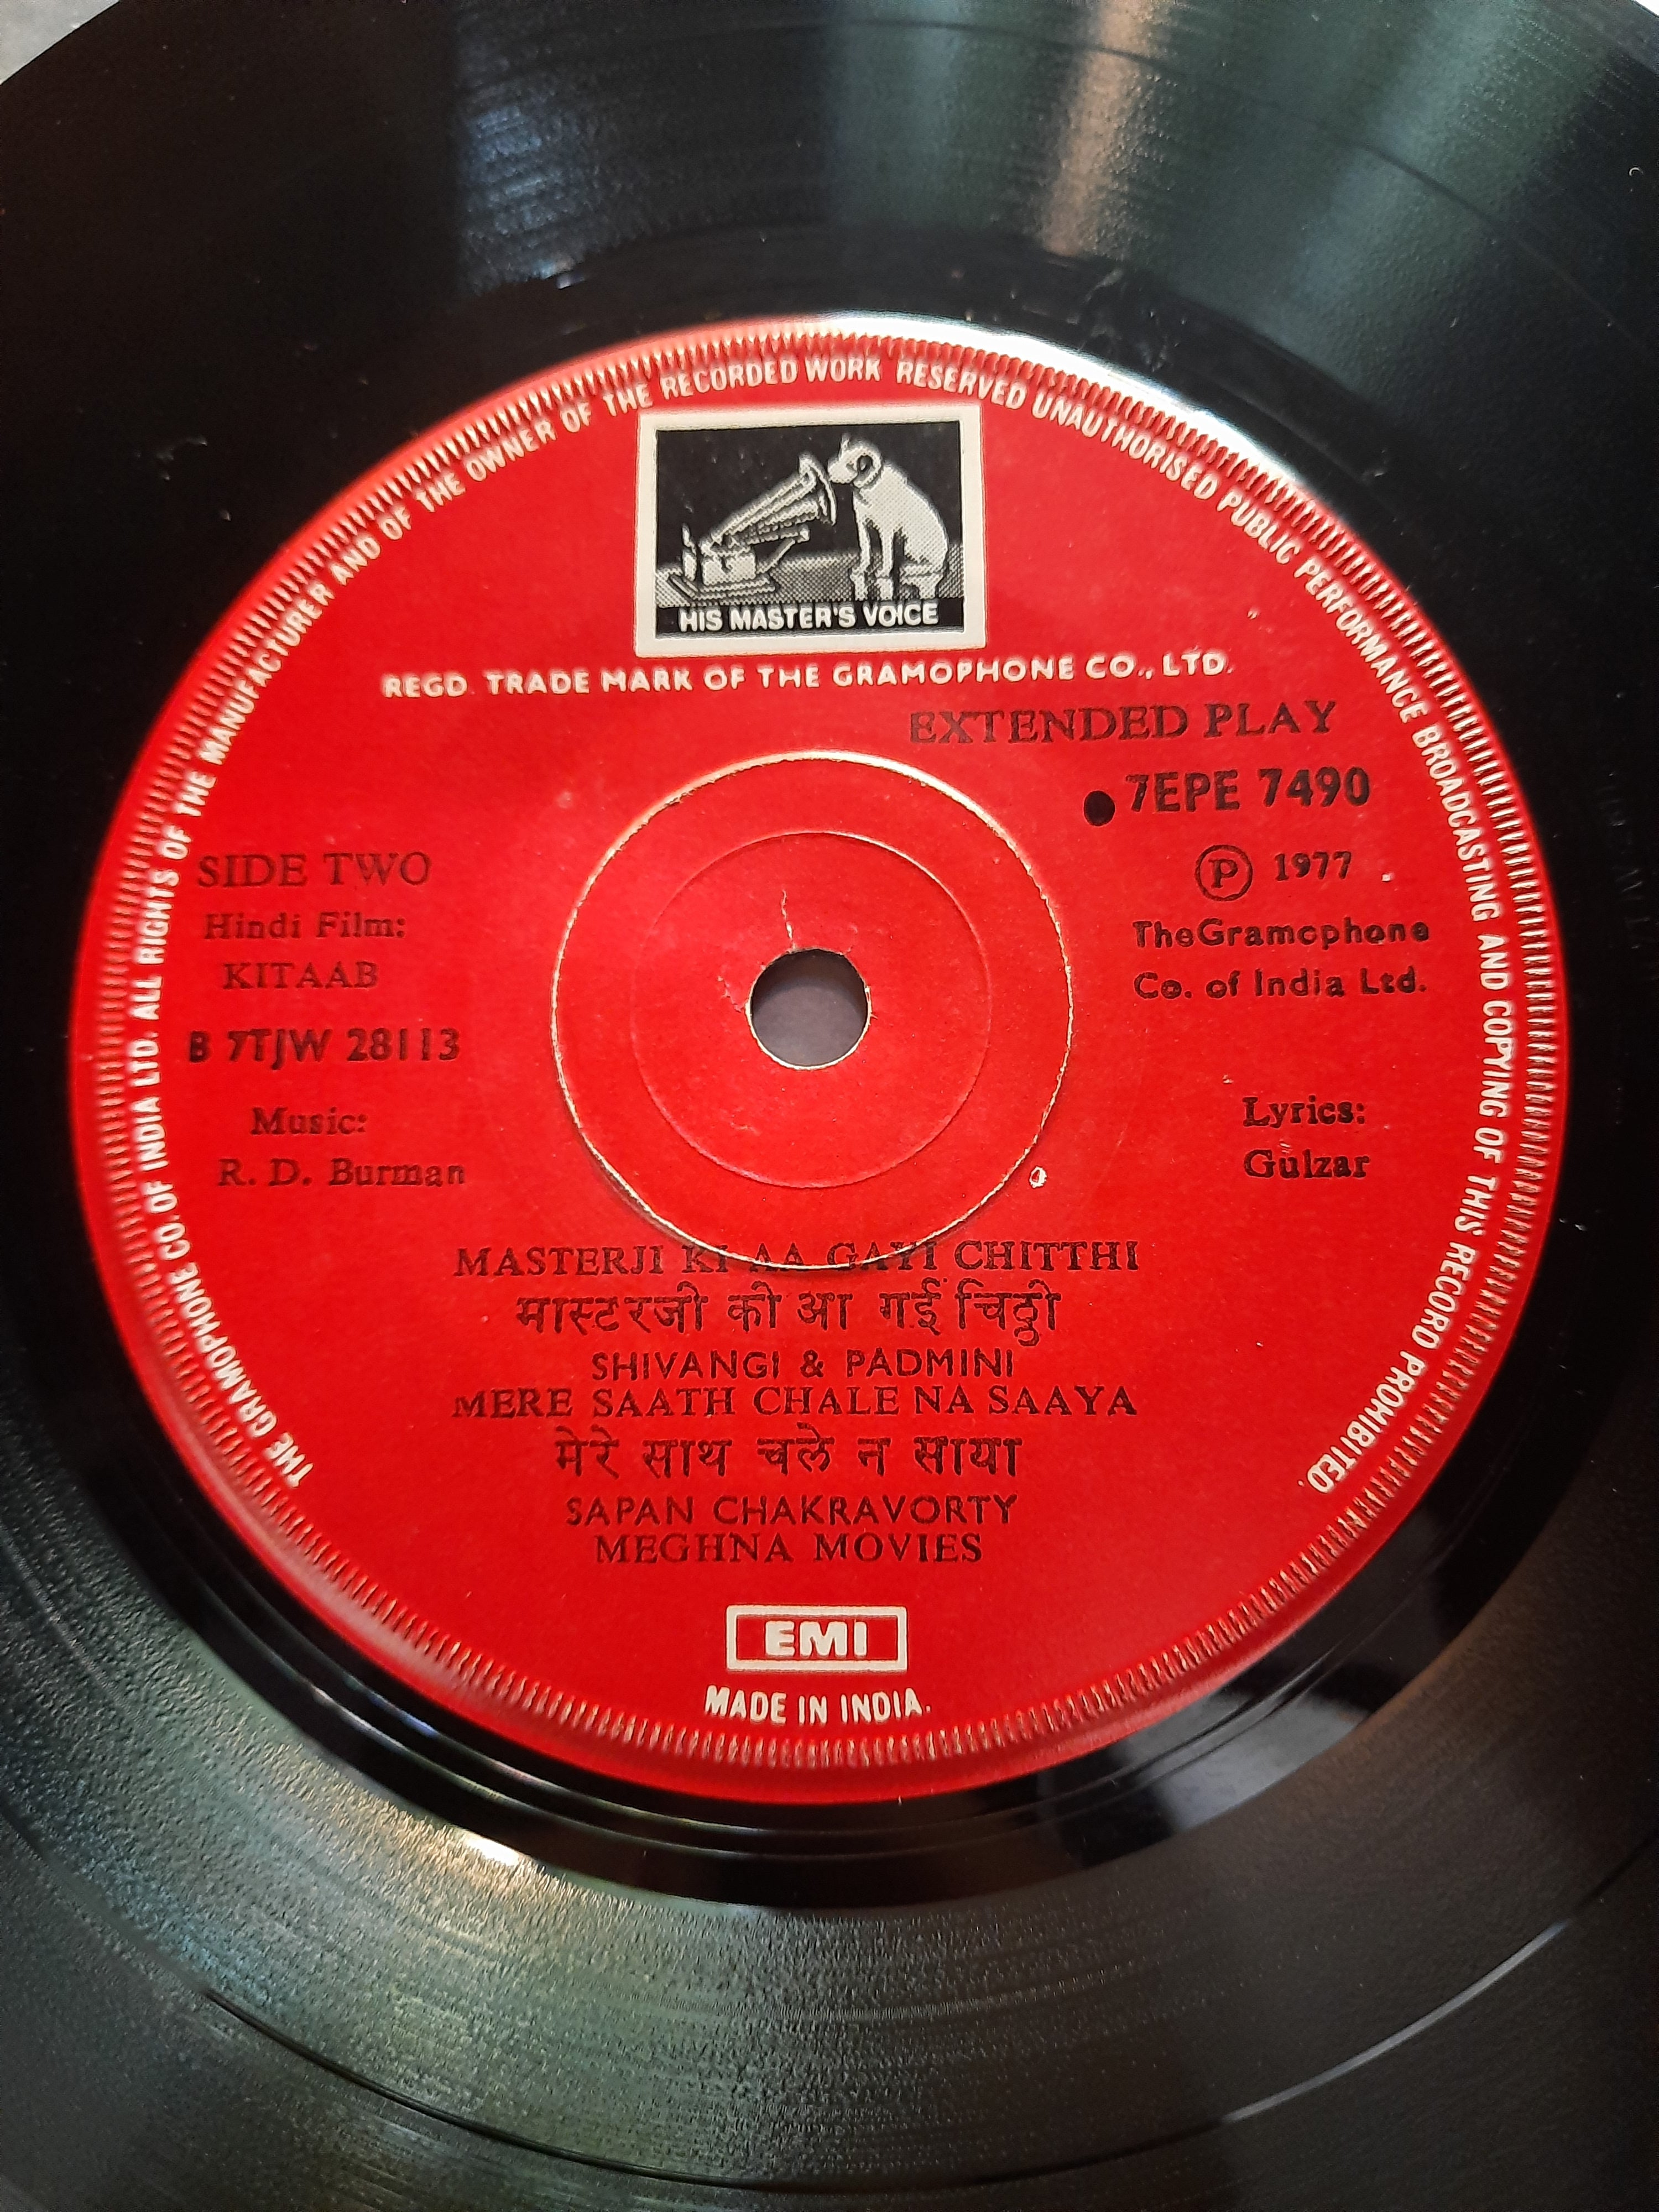 THE GRAMOPHONE CO. OF INDIA LTD. ALL RIGHTS OF THE MANUFACTURER AND OF THE OWNER OF THE RECORDED WORK RESERVED UNAUTHORISED PUBLIC PERFORMANCE BROADCASTING AND COPYING OF THIS RECORD PROHIBITED.
HIS MASTER'S VOICE
REGD. TRADE MARK OF THE GRAMOPHONE CO., LTD.
EXTENDED PLAY
7EPE 7490
SIDE TWO
Ⓟ 1977
Hindi Film:
KITAAB
TheGramophone
Co. of India Ltd.
B 7TJW 28113
Music:
R. D. Burman
Lyrics:
Gulzar
MASTERJI KI AA GAYI CHITTHI
मास्टरजी की आ गई चिठ्ठी
SHIVANGI & PADMINI
MERE SAATH CHALE NA SAAYA
मेरे साथ चले न साया
SAPAN CHAKRAVORTY
MEGHNA MOVIES
EMI
MADE IN INDIA.